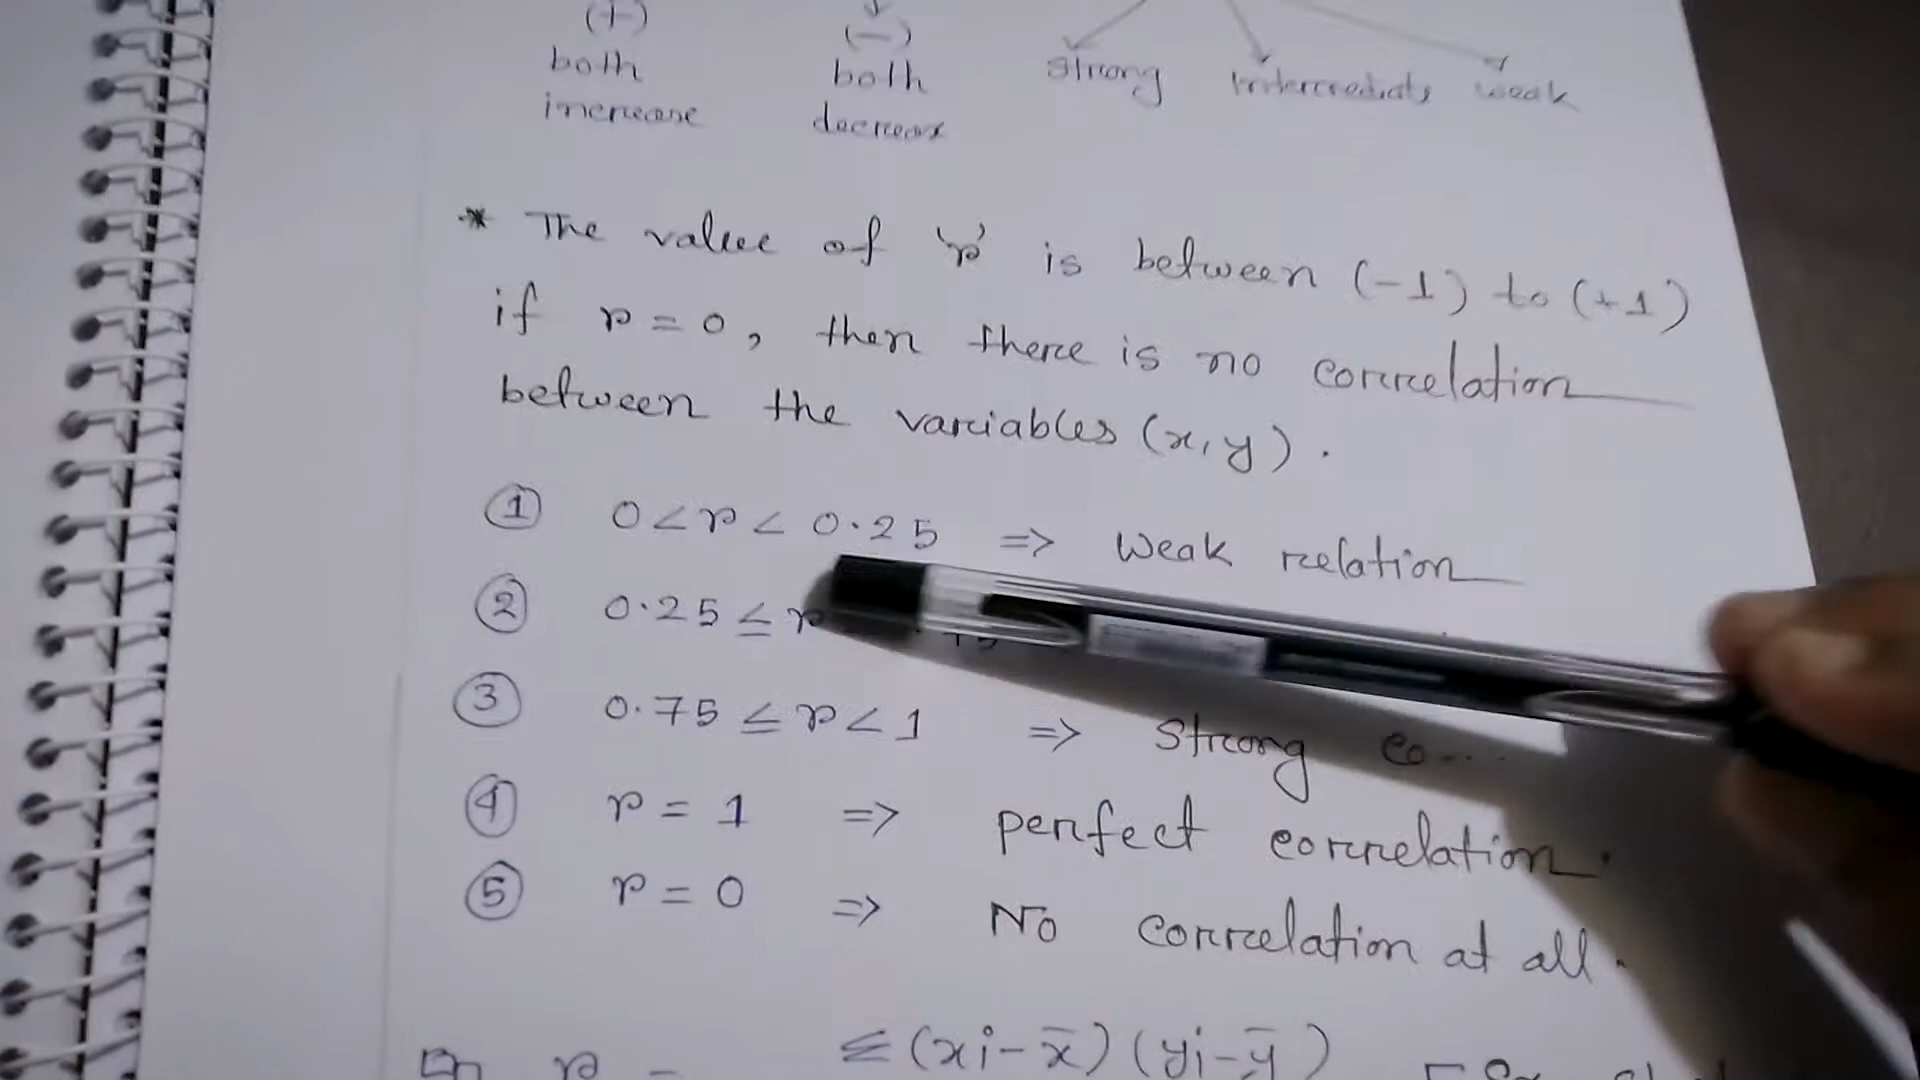 (+) (-)
both both strong intermediate weak
increase decrease
* The value of 'r' is between (-1) to (+1)
if r = 0, then there is no correlation
between the variables (x, y).
① 0 < r < 0.25 => Weak relation
② 0.25 ≤ r
③ 0.75 ≤ r < 1 => Strong co...
④ r = 1 => perfect correlation.
⑤ r = 0 => No correlation at all.
r = Σ (xi - x̄) (yi - ȳ)